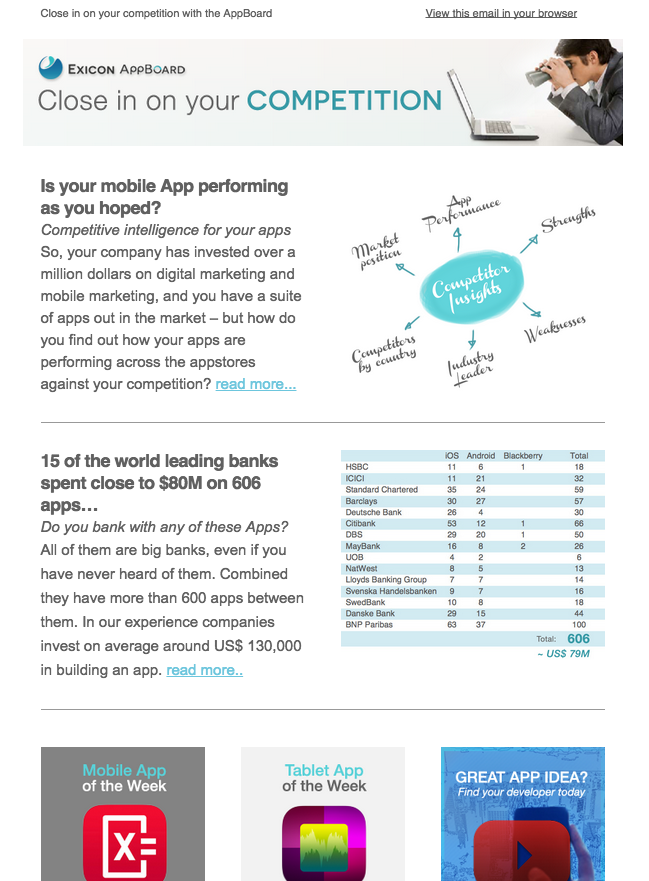 Close in on your competition with the AppBoard
View this email in your browser
EXICON APPBOARD
Close in on your COMPETITION
Is your mobile App performing
as you hoped?
Competitive intelligence for your apps
So, your company has invested over a
million dollars on digital marketing and
mobile marketing, and you have a suite
of apps out in the market – but how do
you find out how your apps are
performing across the appstores
against your competition? read more...
App
Performance
Strengths
Market
position
Competitor
Insights
Weaknesses
Competitors
by country
Industry
Leader
15 of the world leading banks
spent close to $80M on 606
apps…
Do you bank with any of these Apps?
All of them are big banks, even if you
have never heard of them. Combined
they have more than 600 apps between
them. In our experience companies
invest on average around US$ 130,000
in building an app. read more..
iOS Android Blackberry Total
HSBC 11 6 1 18
ICICI 11 21 32
Standard Chartered 35 24 59
Barclays 30 27 57
Deutsche Bank 26 4 30
Citibank 53 12 1 66
DBS 29 20 1 50
MayBank 16 8 2 26
UOB 4 2 6
NatWest 8 5 13
Lloyds Banking Group 7 7 14
Svenska Handelsbanken 9 7 16
SwedBank 10 8 18
Danske Bank 29 15 44
BNP Paribas 63 37 100
Total: 606
~ US$ 79M
Mobile App
of the Week
Tablet App
of the Week
GREAT APP IDEA?
Find your developer today
X